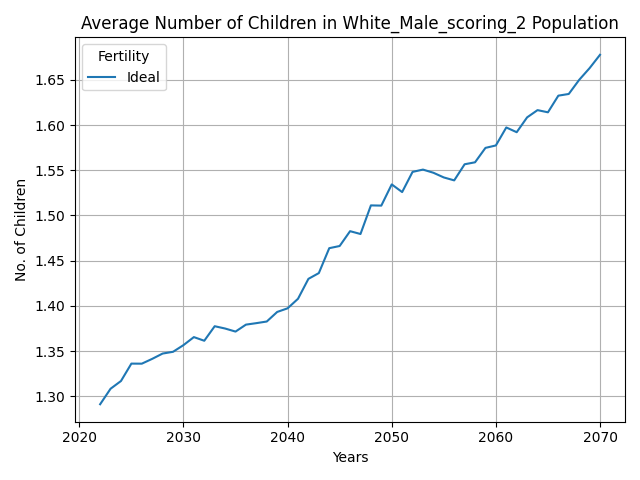 Average Number of Children in White_Male_scoring_2 Population
Fertility
Ideal
No. of Children
1.65
1.60
1.55
1.50
1.45
1.40
1.35
1.30
2020 2030 2040 2050 2060 2070
Years